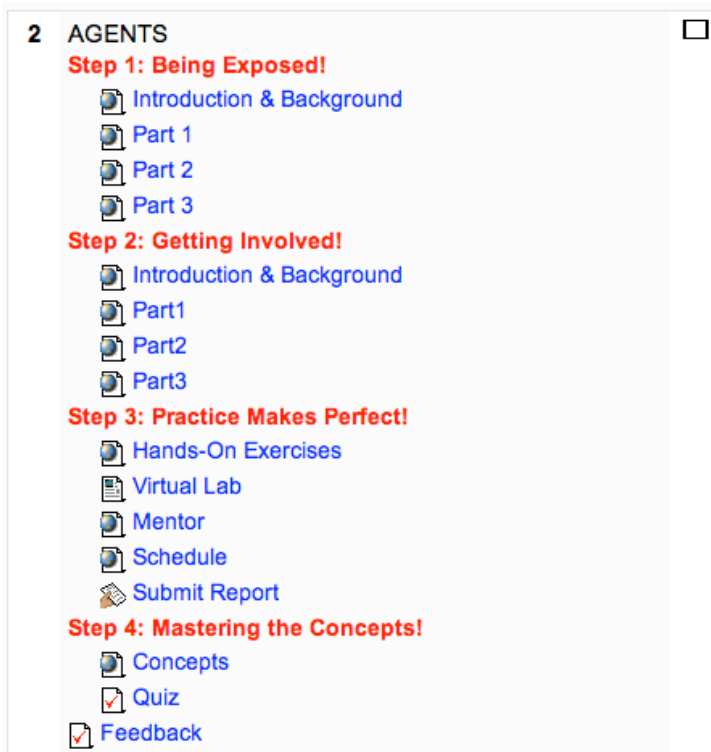 2 AGENTS
Step 1: Being Exposed!
Introduction & Background
Part 1
Part 2
Part 3
Step 2: Getting Involved!
Introduction & Background
Part1
Part2
Part3
Step 3: Practice Makes Perfect!
Hands-On Exercises
Virtual Lab
Mentor
Schedule
Submit Report
Step 4: Mastering the Concepts!
Concepts
Quiz
Feedback